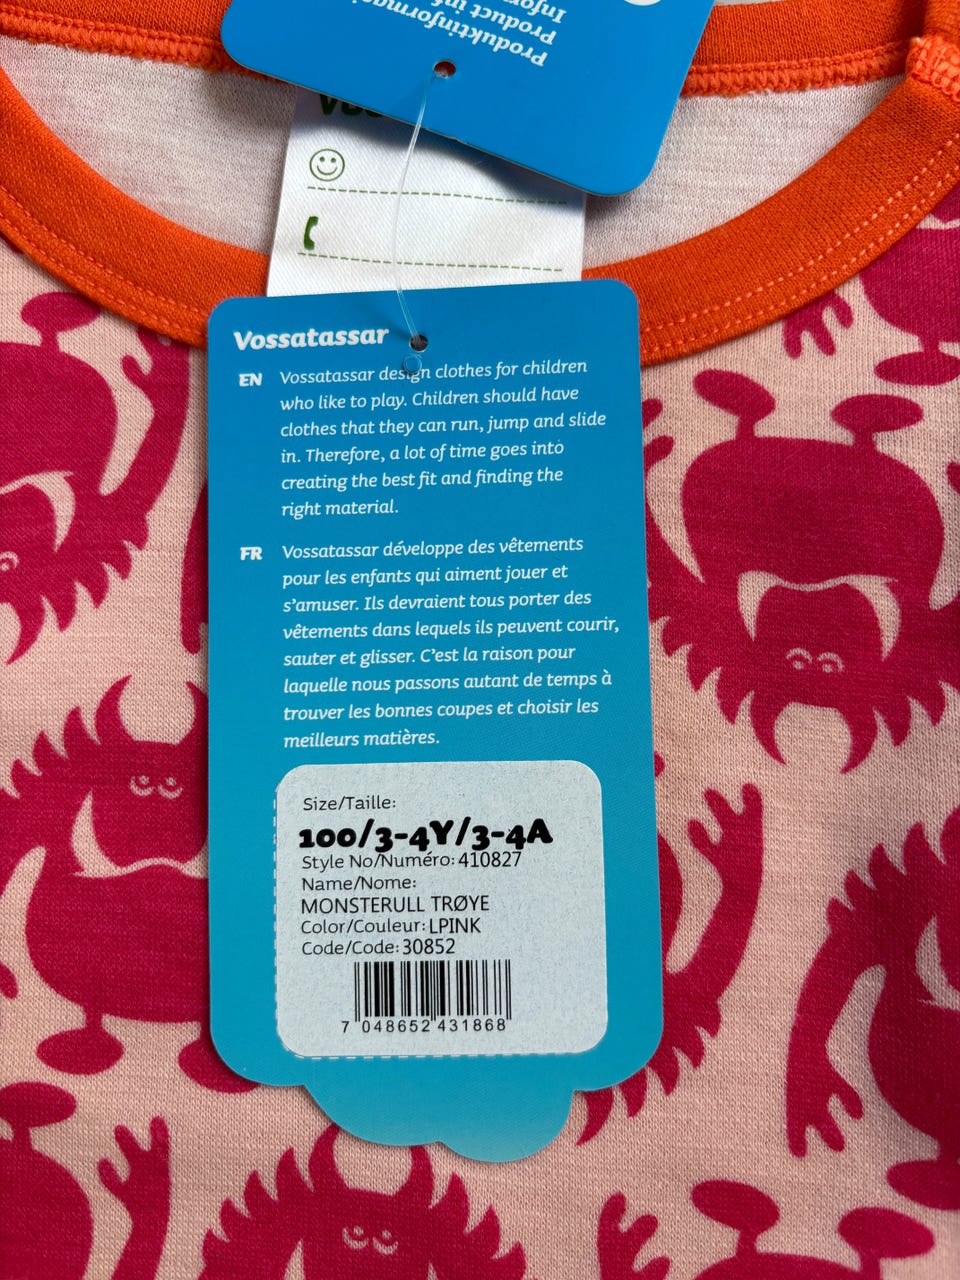 Produktinformasj
Product inf
Infor
Vossatassar
EN Vossatassar design clothes for children
who like to play. Children should have
clothes that they can run, jump and slide
in. Therefore, a lot of time goes into
creating the best fit and finding the
right material.
FR Vossatassar développe des vêtements
pour les enfants qui aiment jouer et
s'amuser. Ils devraient tous porter des
vêtements dans lequels ils peuvent courir,
sauter et glisser. C'est la raison pour
laquelle nous passons autant de temps à
trouver les bonnes coupes et choisir les
meilleurs matières.
Size/Taille:
100/3-4Y/3-4A
Style No/Numéro: 410827
Name/Nome:
MONSTERULL TRØYE
Color/Couleur: LPINK
Code/Code: 30852
7 048652 431868